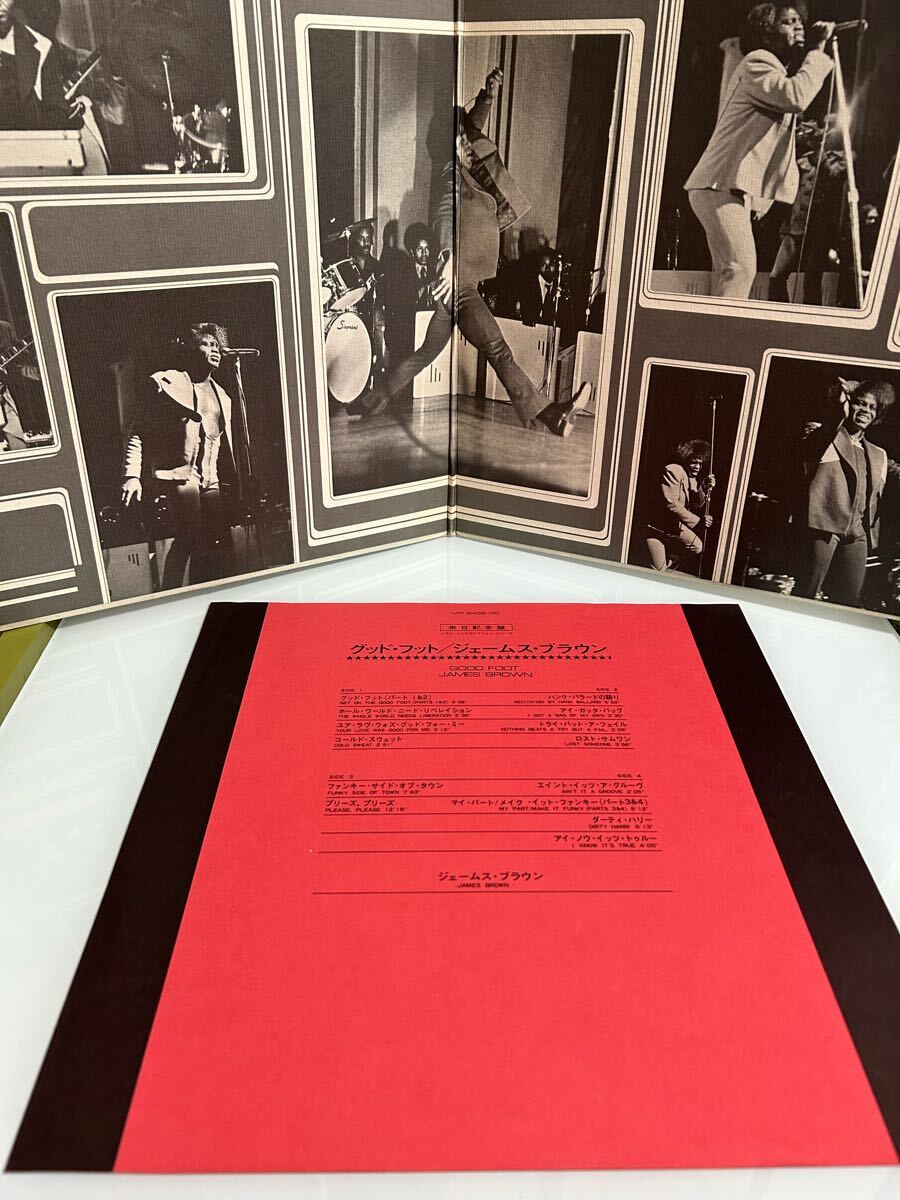 MP 9439/40
来日記念盤
グッド・フット/ジェームス・ブラウン
★★★★★★★★★★★★★★★★★★★★★★★★★★★★
GOOD FOOT
JAMES BROWN
SIDE 1
グッド・フット(パート 1&2)
GET ON THE GOOD FOOT (PARTS 1&2) 5'35"
ホール・ワールド・ニード・リベレイション
THE WHOLE WORLD NEEDS LIBERATION 3'36"
ユア・ラヴ・ウォズ・グッド・フォー・ミー
YOUR LOVE WAS GOOD FOR ME 3'12"
コールド・スウェット
COLD SWEAT 2'51"
SIDE 2
ハンク・バラードの語り
RECITATION BY HANK BALLARD 5'52"
アイ・ガッタ・バッグ
I GOT A BAG OF MY OWN 3'30"
トライ・バット・ア・フェイル
NOTHING BEATS A TRY BUT A FAIL 3'09"
ロスト・サムワン
LOST SOMEONE 3'56"
SIDE 3
ファンキー・サイド・オブ・タウン
FUNKY SIDE OF TOWN 7'43"
プリーズ, プリーズ
PLEASE, PLEASE 12'15"
SIDE 4
エイント・イッツ・ア・グルーヴ
AIN'T IT A GROOVE 2'05"
マイ・パート/メイク・イット・ファンキー(パート3&4)
MY PART/MAKE IT FUNKY (PARTS 3&4) 8'12"
ダーティ・ハリー
DIRTY HARRI 6'13"
アイ・ノウ・イッツ・トゥルー
I KNOW IT'S TRUE 4'05"
ジェームス・ブラウン
JAMES BROWN